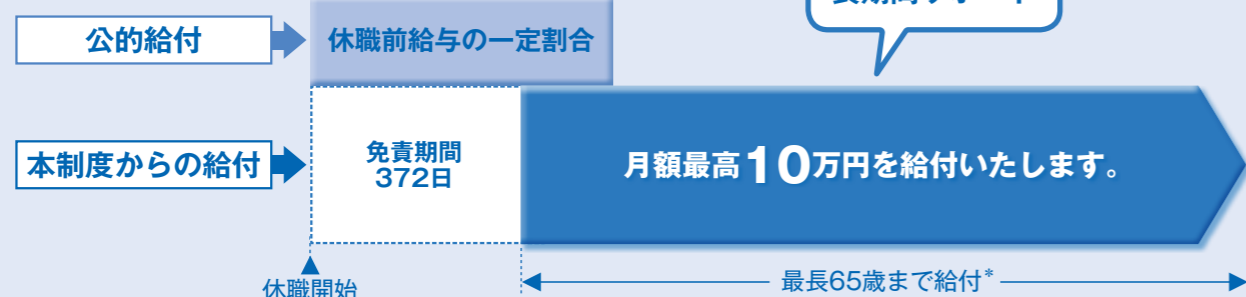 公的給付
休職前給与の一定割合
本制度からの給付
免責期間
372日
月額最高10万円を給付いたします。
休職開始
最長65歳まで給付*